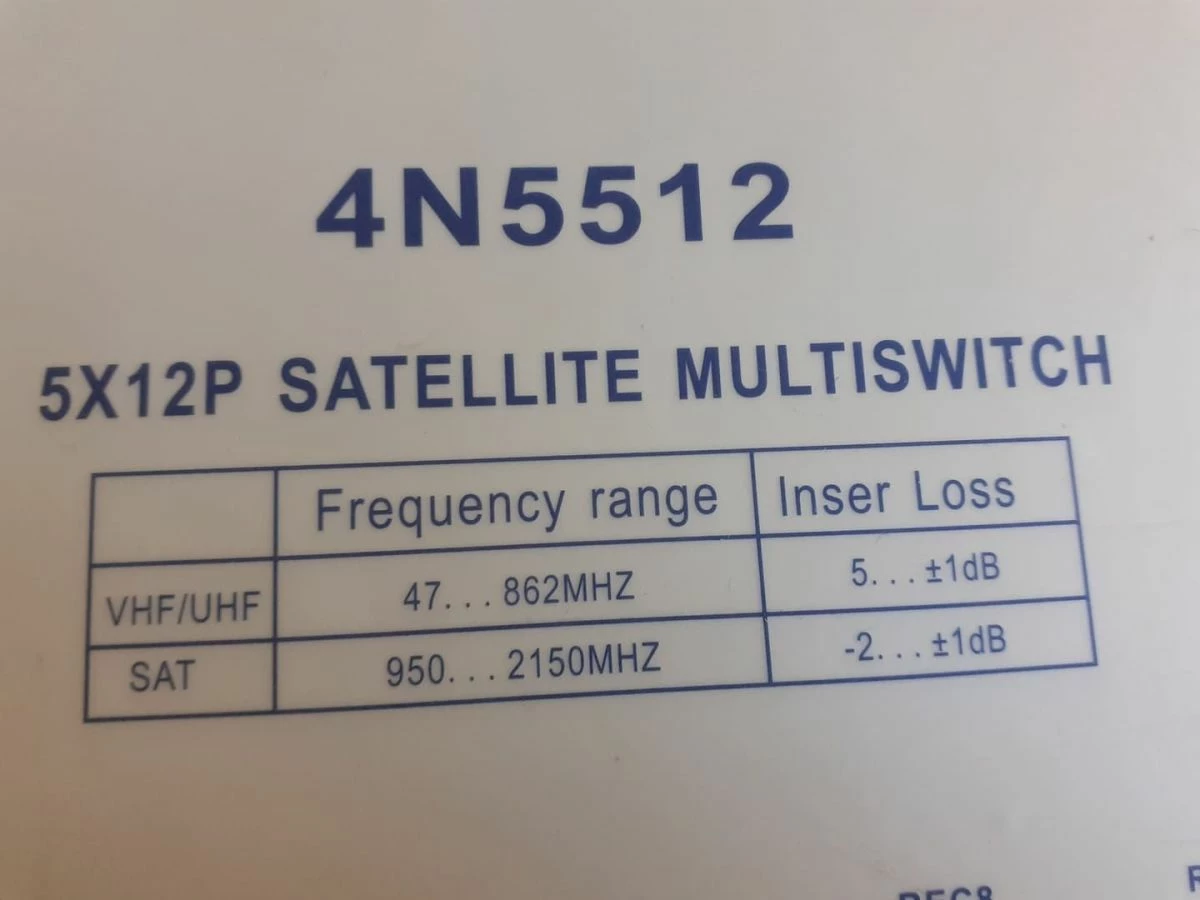 4N5512
5X12P SATELLITE MULTISWITCH
Frequency range Inser Loss
VHF/UHF 47...862MHZ 5...±1dB
SAT 950...2150MHZ -2...±1dB